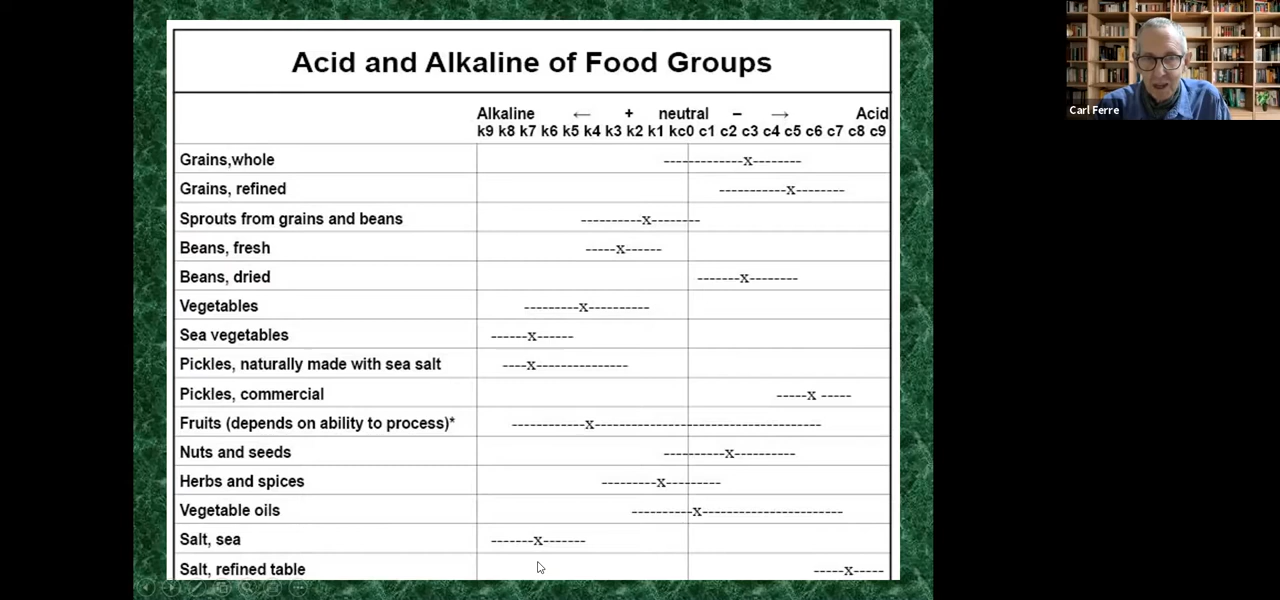 Acid and Alkaline of Food Groups
Alkaline ← + neutral – → Acid
k9 k8 k7 k6 k5 k4 k3 k2 k1 kc0 c1 c2 c3 c4 c5 c6 c7 c8 c9
Grains,whole -------------x--------
Grains, refined -----------x--------
Sprouts from grains and beans ----------x--------
Beans, fresh -----x------
Beans, dried -------x--------
Vegetables ---------x----------
Sea vegetables ------x------
Pickles, naturally made with sea salt ----x---------------
Pickles, commercial -----x -----
Fruits (depends on ability to process)* ------------x--------------------------------------
Nuts and seeds ----------x----------
Herbs and spices ---------x---------
Vegetable oils ----------x-----------------------
Salt, sea -------x-------
Salt, refined table -----x-----
Carl Ferre